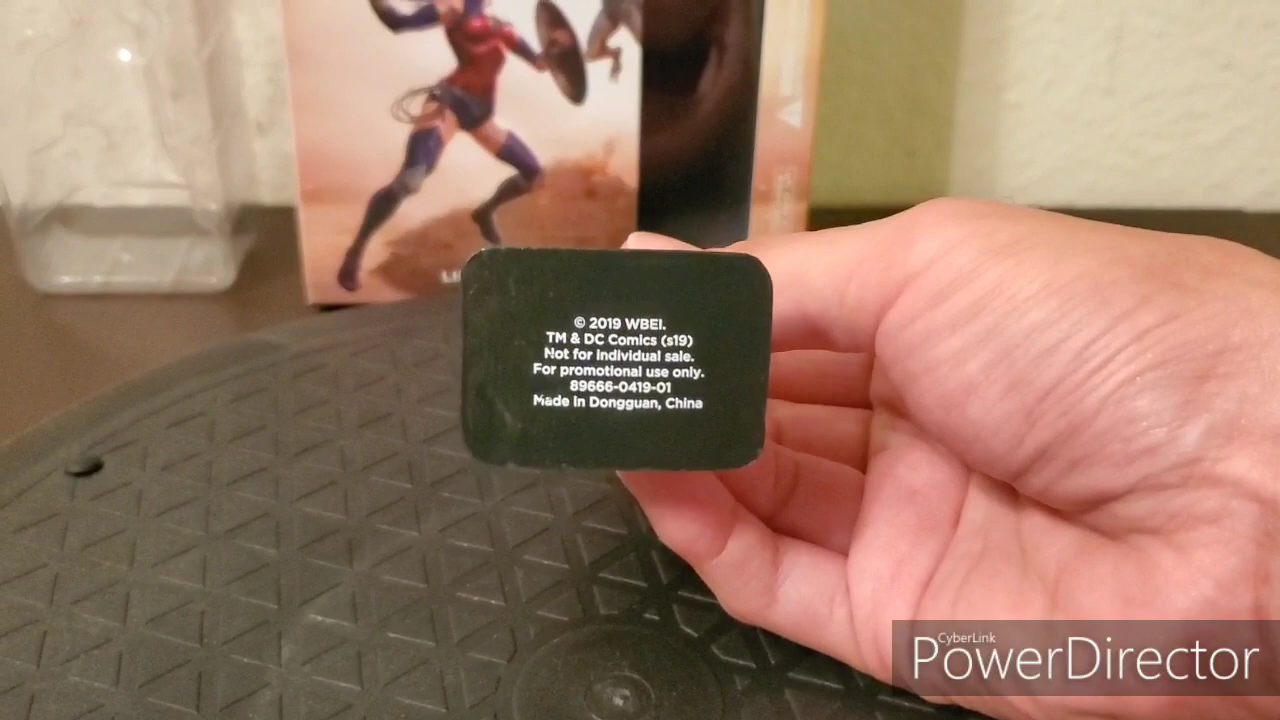 © 2019 WBEI.
TM & DC Comics (s19)
Not for individual sale.
For promotional use only.
89666-0419-01
Made in Dongguan, China
CyberLink
PowerDirector